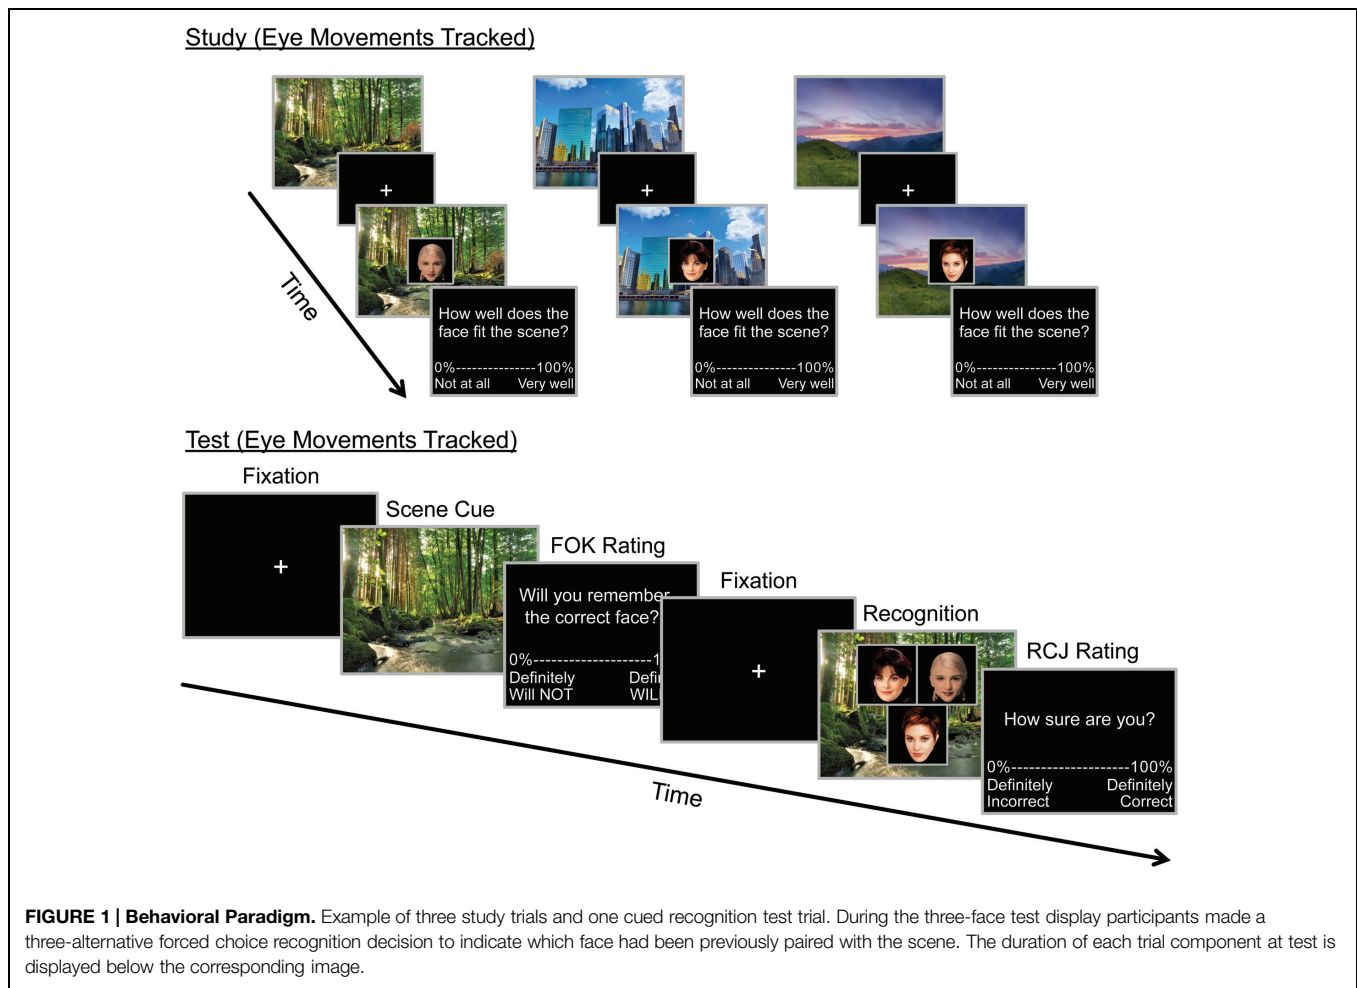 Study (Eye Movements Tracked)
+
+
+
How well does the
face fit the scene?
0%---------------100%
Not at all Very well
How well does the
face fit the scene?
0%---------------100%
Not at all Very well
How well does the
face fit the scene?
0%---------------100%
Not at all Very well
Time
Test (Eye Movements Tracked)
Fixation
+
Scene Cue
FOK Rating
Will you remember
the correct face?
0%--------------------1
Definitely Defi
Will NOT WIL
Fixation
+
Recognition
RCJ Rating
How sure are you?
0%--------------------100%
Definitely Definitely
Incorrect Correct
Time
FIGURE 1 | Behavioral Paradigm. Example of three study trials and one cued recognition test trial. During the three-face test display participants made a
three-alternative forced choice recognition decision to indicate which face had been previously paired with the scene. The duration of each trial component at test is
displayed below the corresponding image.